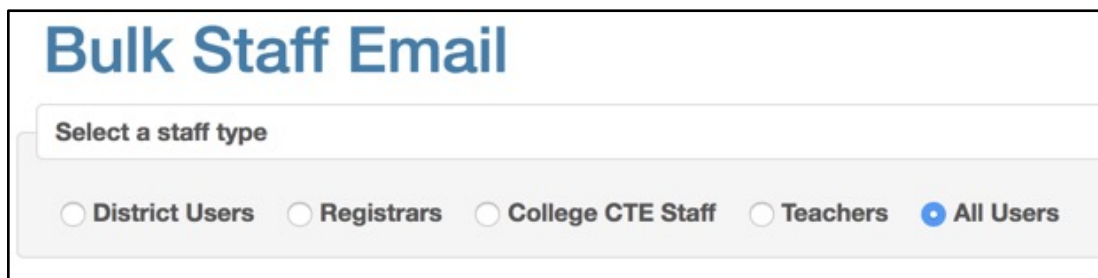 Bulk Staff Email
Select a staff type
District Users Registrars College CTE Staff Teachers All Users